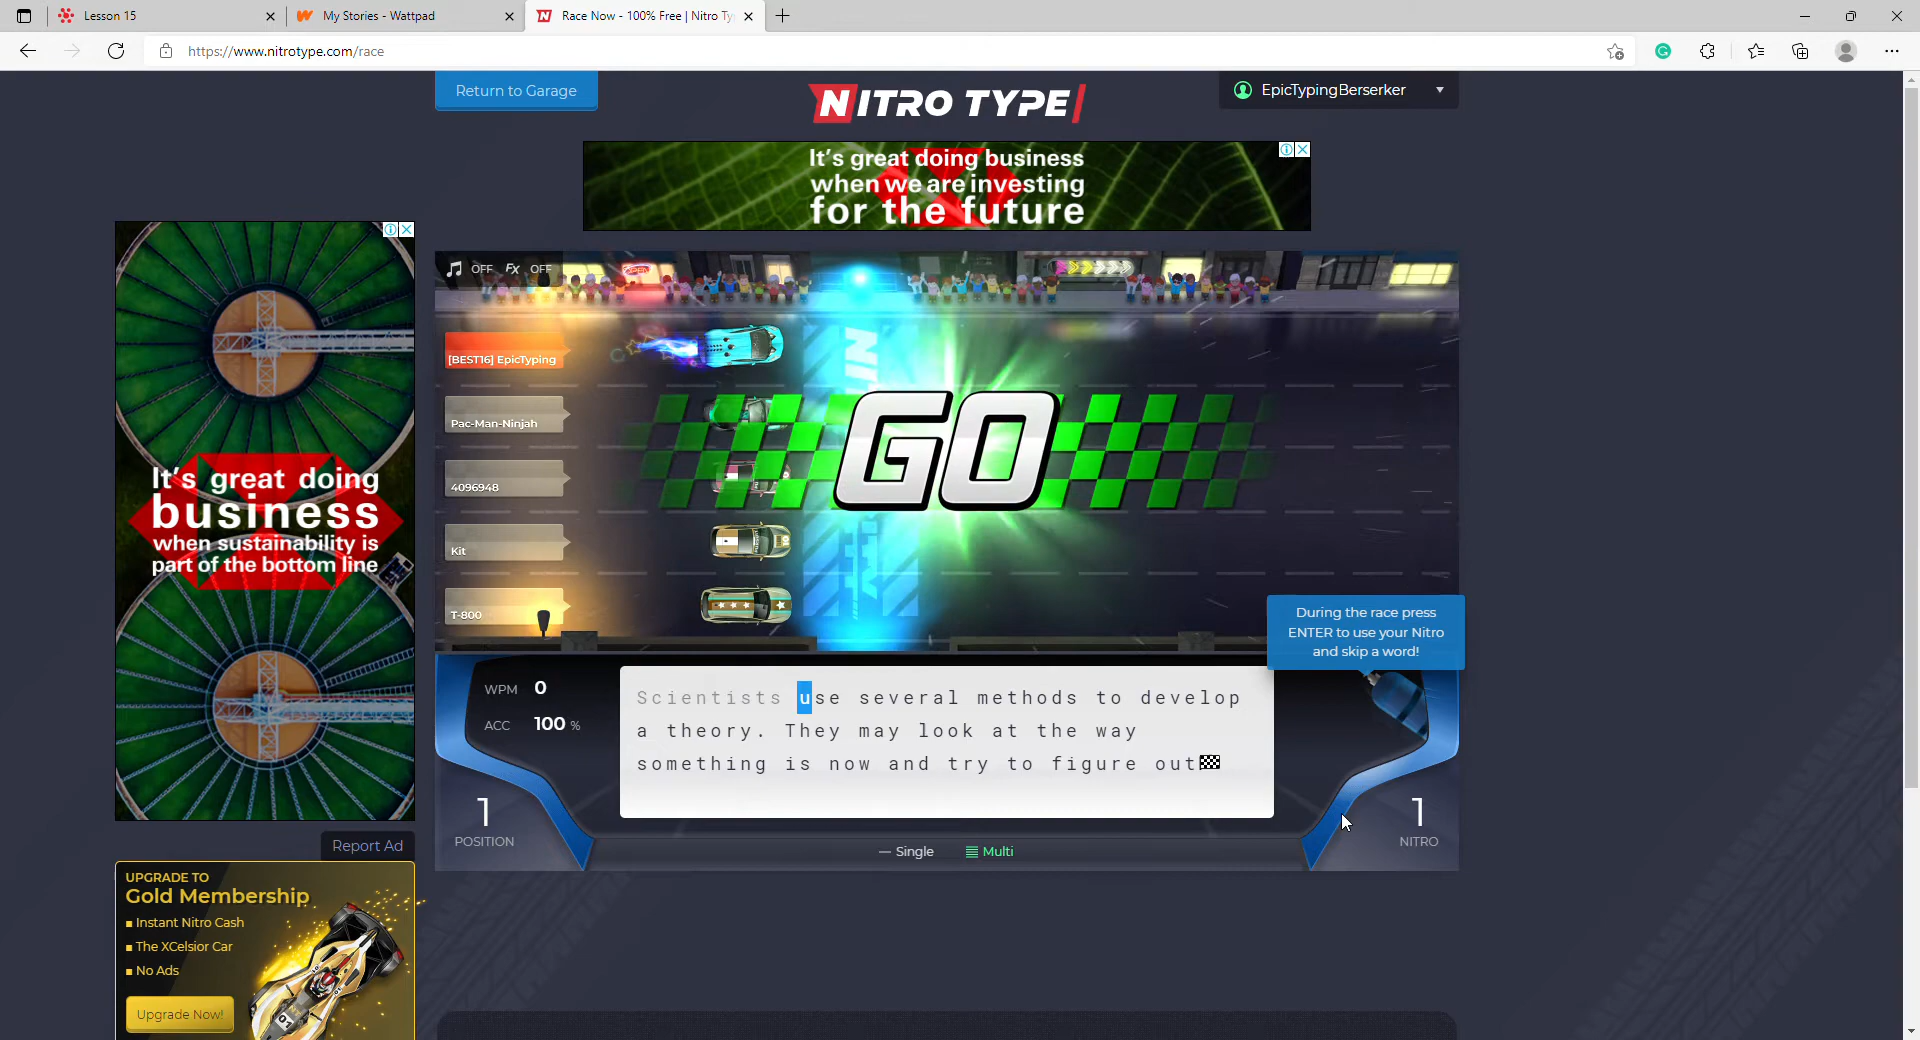 Lesson 15
My Stories - Wattpad
Race Now - 100% Free | Nitro Ty
https://www.nitrotype.com/race
Return to Garage
NITRO TYPE
EpicTypingBerserker
It's great doing business
when we are investing
for the future
OFF Fx OFF
[BEST16] EpicTyping
Pac-Man-Ninjah
4096948
Kit
T-800
GO
It's great doing
business
when sustainability is
part of the bottom line
During the race press
ENTER to use your Nitro
and skip a word!
WPM 0
ACC 100 %
Scientists use several methods to develop
a theory. They may look at the way
something is now and try to figure out
1
POSITION
1
NITRO
Single
Multi
Report Ad
UPGRADE TO
Gold Membership
Instant Nitro Cash
The XCelsior Car
No Ads
Upgrade Now!
01